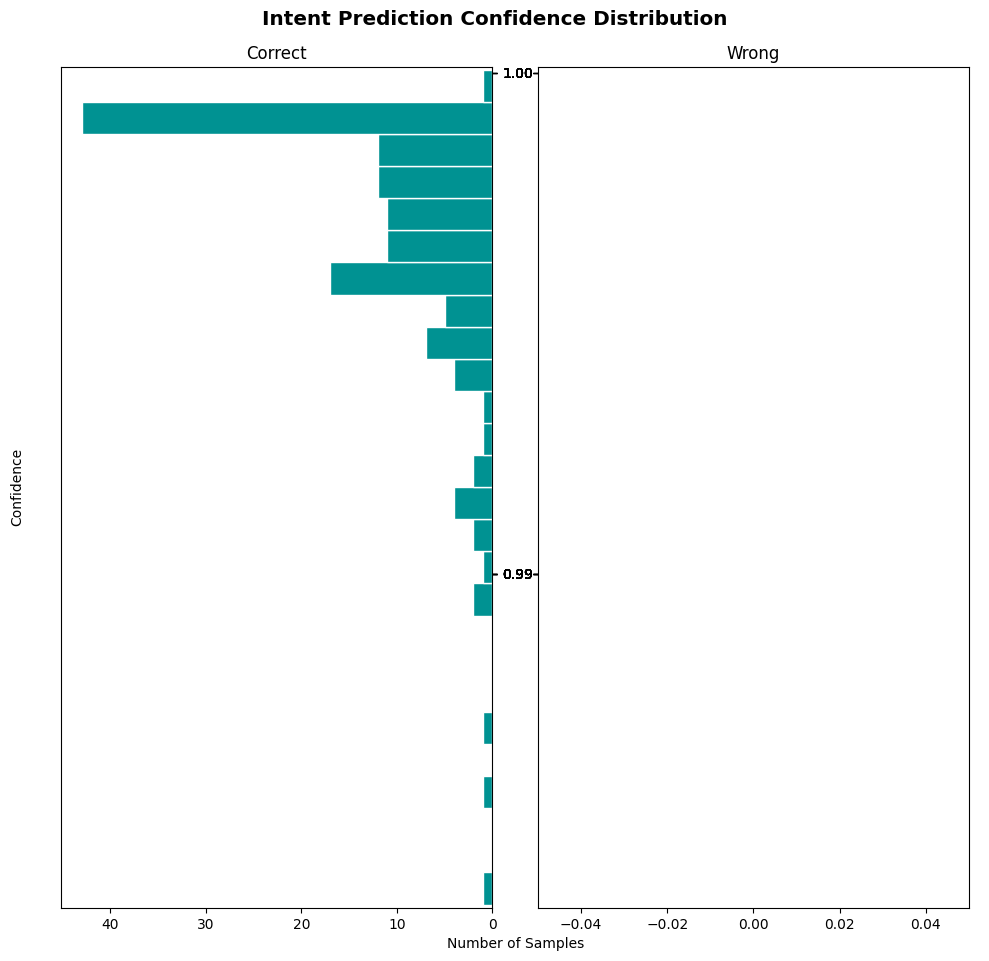 Intent Prediction Confidence Distribution
Correct
Wrong
1.00
Confidence
0.99
40 30 20 10 0
−0.04 −0.02 0.00 0.02 0.04
Number of Samples